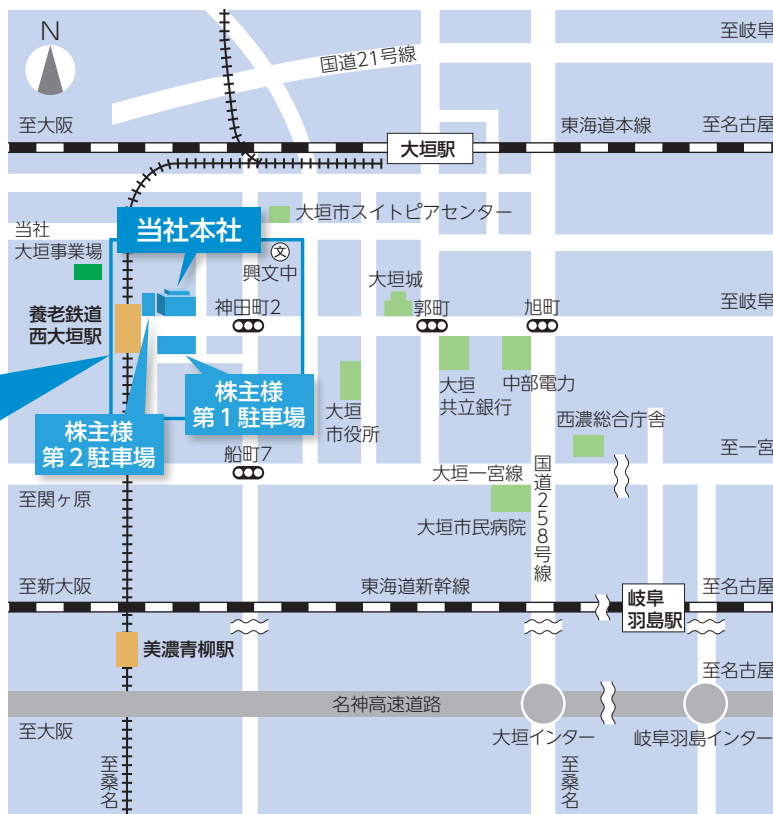 N
国道21号線
至岐阜
至大阪
東海道本線
至名古屋
大垣駅
大垣市スイトピアセンター
当社
大垣事業場
当社本社
文
興文中
大垣城
養老鉄道
西大垣駅
神田町2
郭町
旭町
至岐阜
株主様
第1駐車場
大垣
市役所
大垣
共立銀行
中部電力
株主様
第2駐車場
西濃総合庁舎
船町7
至一宮
大垣一宮線
国道258号線
至関ヶ原
大垣市民病院
至新大阪
東海道新幹線
至名古屋
岐阜
羽島駅
美濃青柳駅
至名古屋
名神高速道路
至大阪
大垣インター
岐阜羽島インター
至桑名
至桑名